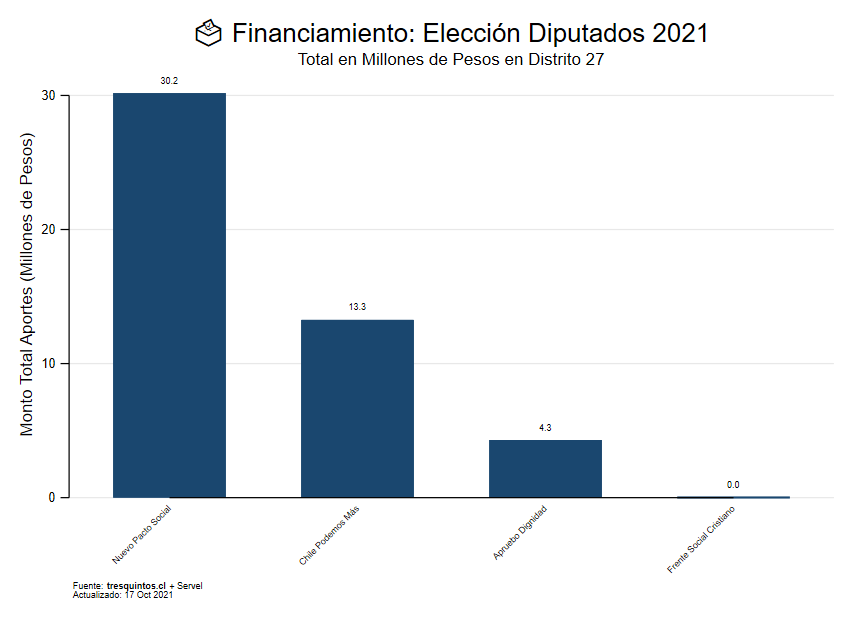 Financiamiento: Elección Diputados 2021
Total en Millones de Pesos en Distrito 27
Monto Total Aportes (Millones de Pesos)
30
20
10
0
30.2
13.3
4.3
0.0
Nuevo Pacto Social
Chile Podemos Más
Apruebo Dignidad
Frente Social Cristiano
Fuente: tresquintos.cl + Servel
Actualizado: 17 Oct 2021